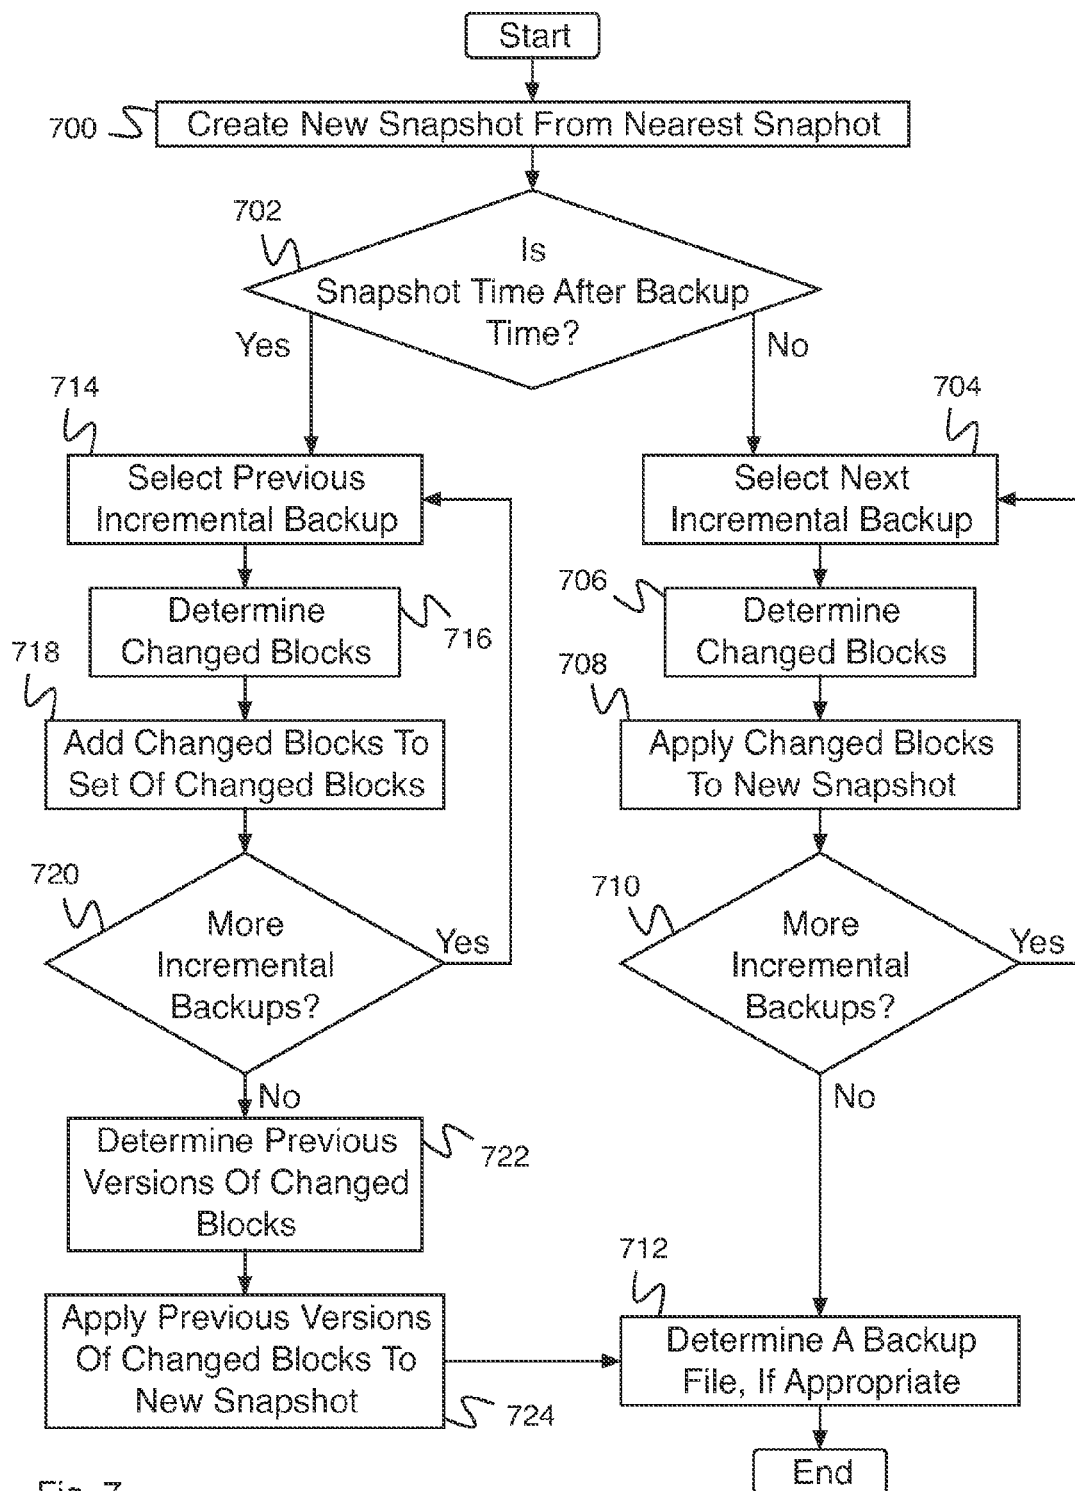 Start
700
Create New Snapshot From Nearest Snaphot
702
Is
Snapshot Time After Backup
Time?
Yes
No
714
704
Select Previous
Incremental Backup
Select Next
Incremental Backup
706
Determine
Changed Blocks
716
Determine
Changed Blocks
718
708
Add Changed Blocks To
Set Of Changed Blocks
Apply Changed Blocks
To New Snapshot
720
710
More
Incremental
Backups?
Yes
More
Incremental
Backups?
Yes
No
No
Determine Previous
Versions Of Changed
Blocks
722
712
Apply Previous Versions
Of Changed Blocks To
New Snapshot
724
Determine A Backup
File, If Appropriate
End
Fig. 7